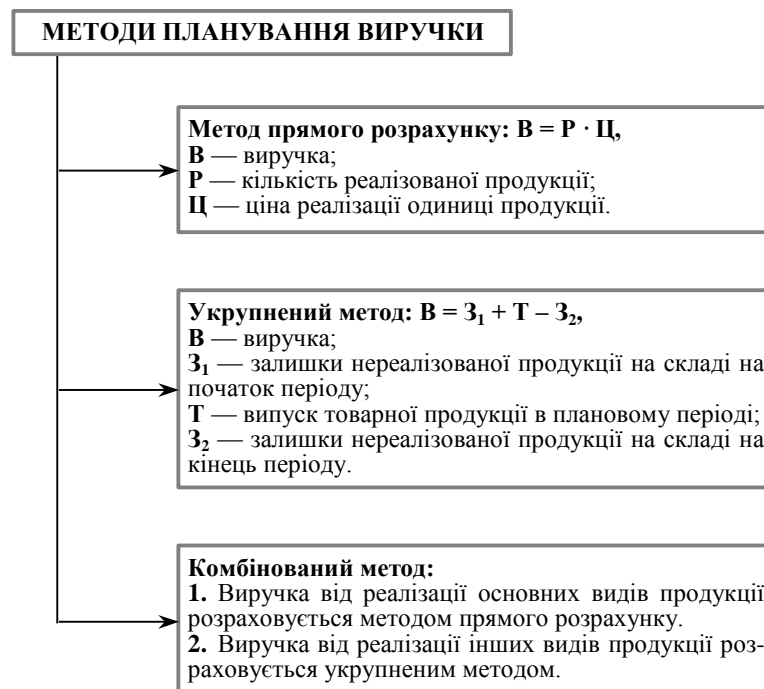 МЕТОДИ ПЛАНУВАННЯ ВИРУЧКИ
Метод прямого розрахунку: В = Р · Ц,
В — виручка;
Р — кількість реалізованої продукції;
Ц — ціна реалізації одиниці продукції.
Укрупнений метод: В = З₁ + Т – З₂,
В — виручка;
З₁ — залишки нереалізованої продукції на складі на
початок періоду;
Т — випуск товарної продукції в плановому періоді;
З₂ — залишки нереалізованої продукції на складі на
кінець періоду.
Комбінований метод:
1. Виручка від реалізації основних видів продукції
розраховується методом прямого розрахунку.
2. Виручка від реалізації інших видів продукції роз-
раховується укрупненим методом.